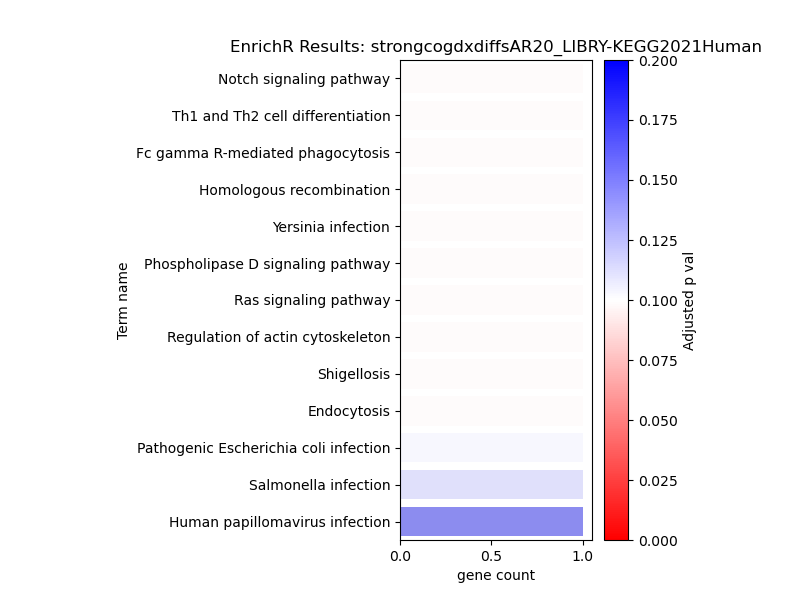 EnrichR Results: strongcogdxdiffsAR20_LIBRY-KEGG2021Human
Notch signaling pathway
Th1 and Th2 cell differentiation
Fc gamma R-mediated phagocytosis
Homologous recombination
Yersinia infection
Phospholipase D signaling pathway
Ras signaling pathway
Regulation of actin cytoskeleton
Shigellosis
Endocytosis
Pathogenic Escherichia coli infection
Salmonella infection
Human papillomavirus infection
Term name
0.0
0.5
1.0
gene count
0.200
0.175
0.150
0.125
0.100
0.075
0.050
0.025
0.000
Adjusted p val